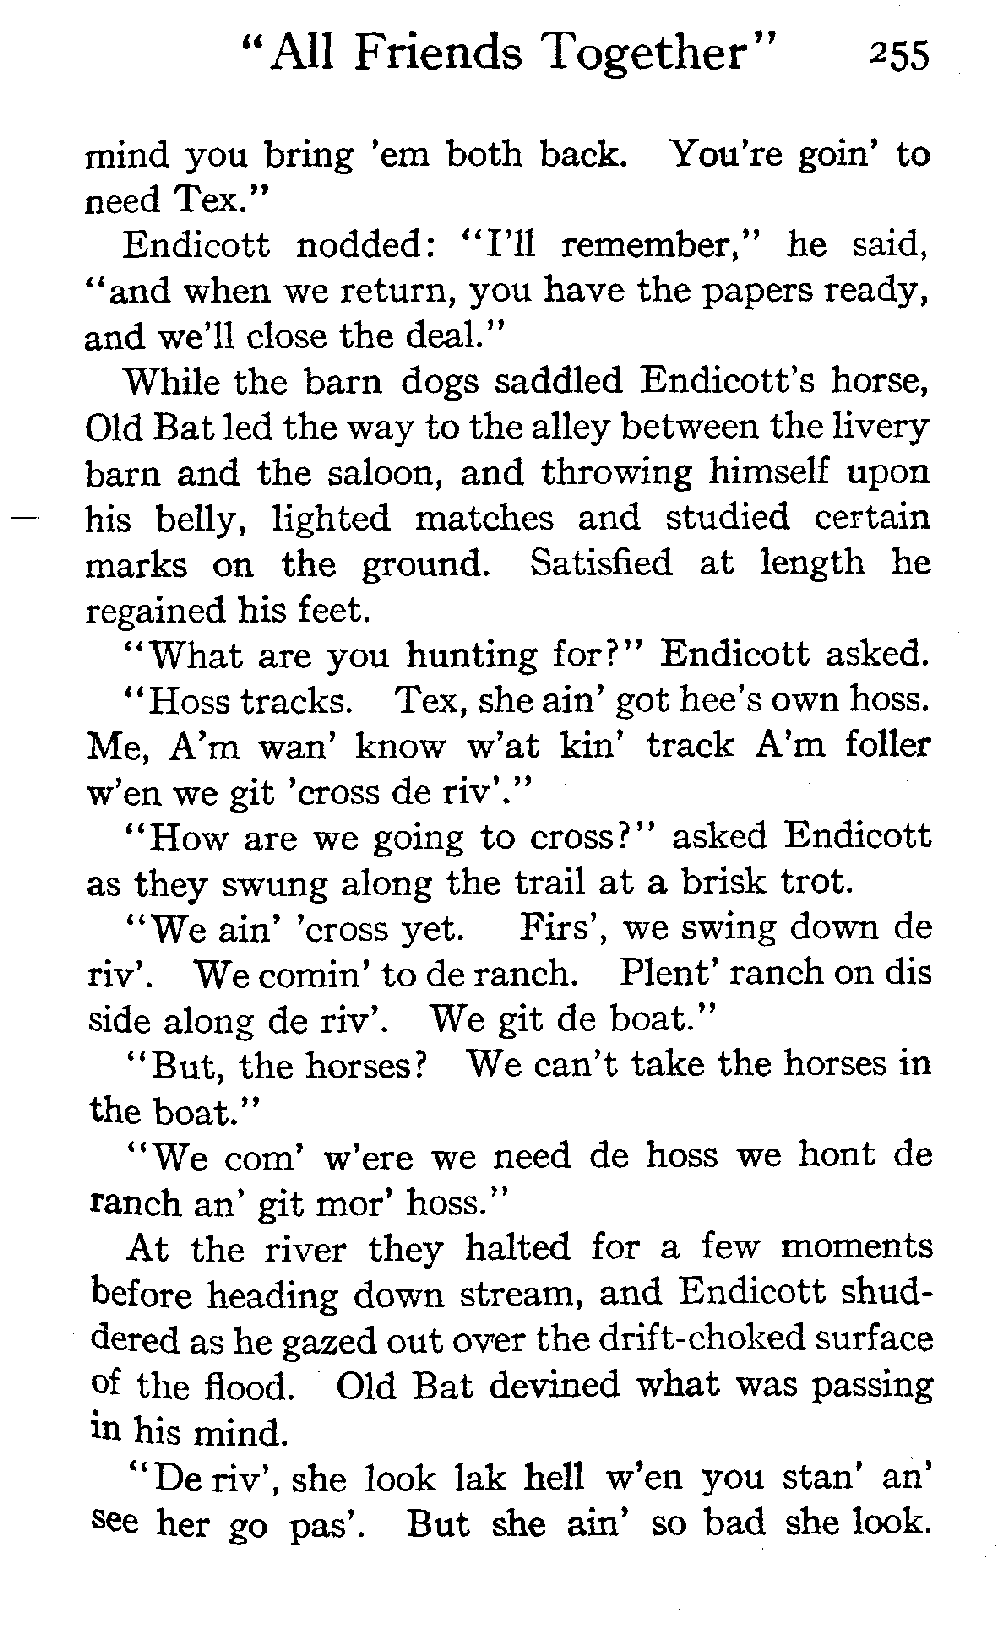 "All Friends Together" 255
mind you bring 'em both back. You're goin' to
need Tex."
Endicott nodded: "I'll remember," he said,
"and when we return, you have the papers ready,
and we'll close the deal."
While the barn dogs saddled Endicott's horse,
Old Bat led the way to the alley between the livery
barn and the saloon, and throwing himself upon
his belly, lighted matches and studied certain
marks on the ground. Satisfied at length he
regained his feet.
"What are you hunting for?" Endicott asked.
"Hoss tracks. Tex, she ain' got hee's own hoss.
Me, A'm wan' know w'at kin' track A'm foller
w'en we git 'cross de riv'."
"How are we going to cross?" asked Endicott
as they swung along the trail at a brisk trot.
"We ain' 'cross yet. Firs', we swing down de
riv'. We comin' to de ranch. Plent' ranch on dis
side along de riv'. We git de boat."
"But, the horses? We can't take the horses in
the boat."
"We com' w'ere we need de hoss we hont de
ranch an' git mor' hoss."
At the river they halted for a few moments
before heading down stream, and Endicott shud-
dered as he gazed out over the drift-choked surface
of the flood. Old Bat devined what was passing
in his mind.
"De riv', she look lak hell w'en you stan' an'
see her go pas'. But she ain' so bad she look.